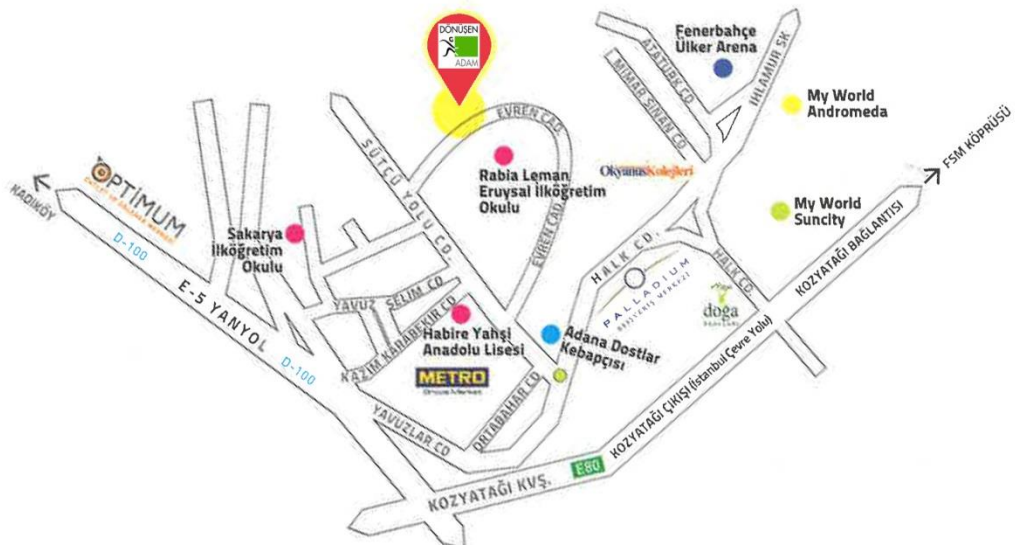 DÖNÜŞEN
ADAM
Fenerbahçe
Ülker Arena
ATATÜRK CD
MİMAR SİNAN CD
IHLAMUR SK
My World
Andromeda
FSM KÖPRÜSÜ
EVREN CAD.
SÜTÇÜ YOLU CD.
Rabia Leman
Eruysal İlköğretim
Okulu
Okyanus Kolejleri
My World
Suncity
KADIKÖY
OPTİMUM
D-100
Sakarya
İlköğretim
Okulu
EVREN CAD.
HALK CD.
HALK CD.
KOZYATAĞI BAĞLANTISI
E-5 YANYOL
YAVUZ SELİM CD
PALLADIUM
doğa
D-100
KAZIM KARABEKİR CD
Habire Yahşi
Anadolu Lisesi
Adana Dostlar
Kebapçısı
METRO
KOZYATAĞI ÇIKIŞI (İstanbul Çevre Yolu)
YAVUZLAR CD
ORTABAHAR CD
E80
KOZYATAĞI KVŞ.